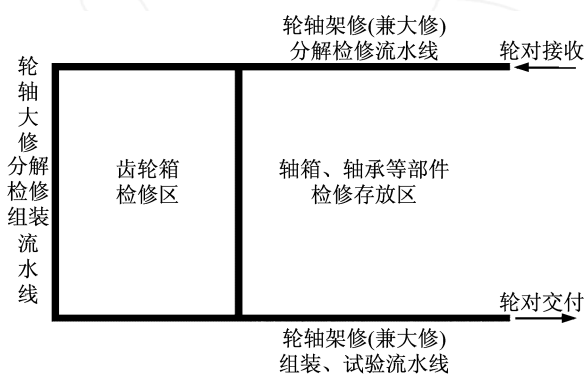 轮轴架修(兼大修)
分解检修流水线
轮对接收
轮
轴
大
修
分解
检修
组装
流
水
线
齿轮箱
检修区
轴箱、轴承等部件
检修存放区
轮对交付
轮轴架修(兼大修)
组装、试验流水线